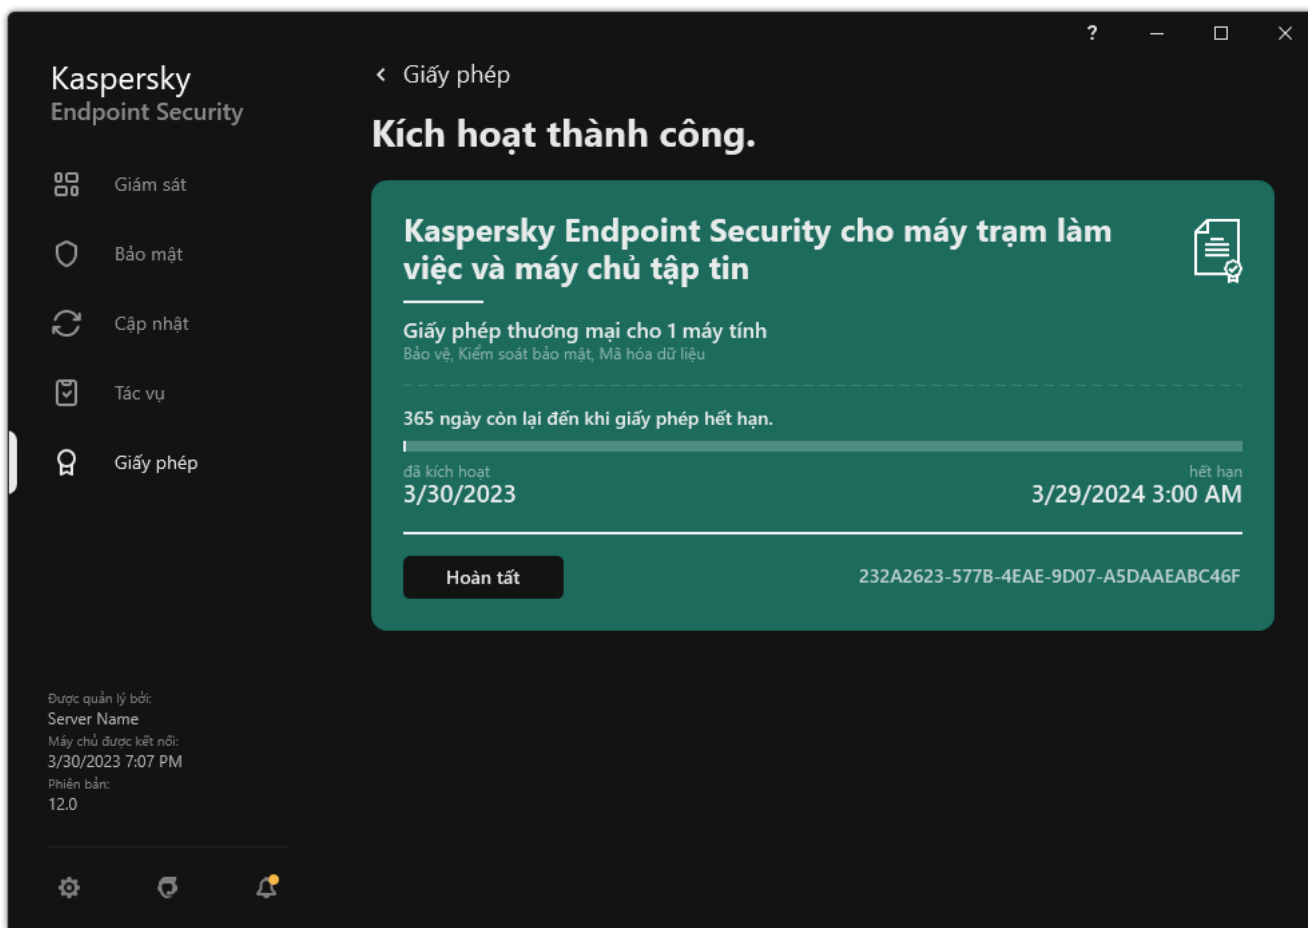 ?
Kaspersky
Endpoint Security
Giám sát
Bảo mật
Cập nhật
Tác vụ
Giấy phép
Được quản lý bởi:
Server Name
Máy chủ được kết nối:
3/30/2023 7:07 PM
Phiên bản:
12.0
Giấy phép
Kích hoạt thành công.
Kaspersky Endpoint Security cho máy trạm làm
việc và máy chủ tập tin
Giấy phép thương mại cho 1 máy tính
Bảo vệ, Kiểm soát bảo mật, Mã hóa dữ liệu
365 ngày còn lại đến khi giấy phép hết hạn.
đã kích hoạt
3/30/2023
hết hạn
3/29/2024 3:00 AM
Hoàn tất
232A2623-577B-4EAE-9D07-A5DAAEABC46F